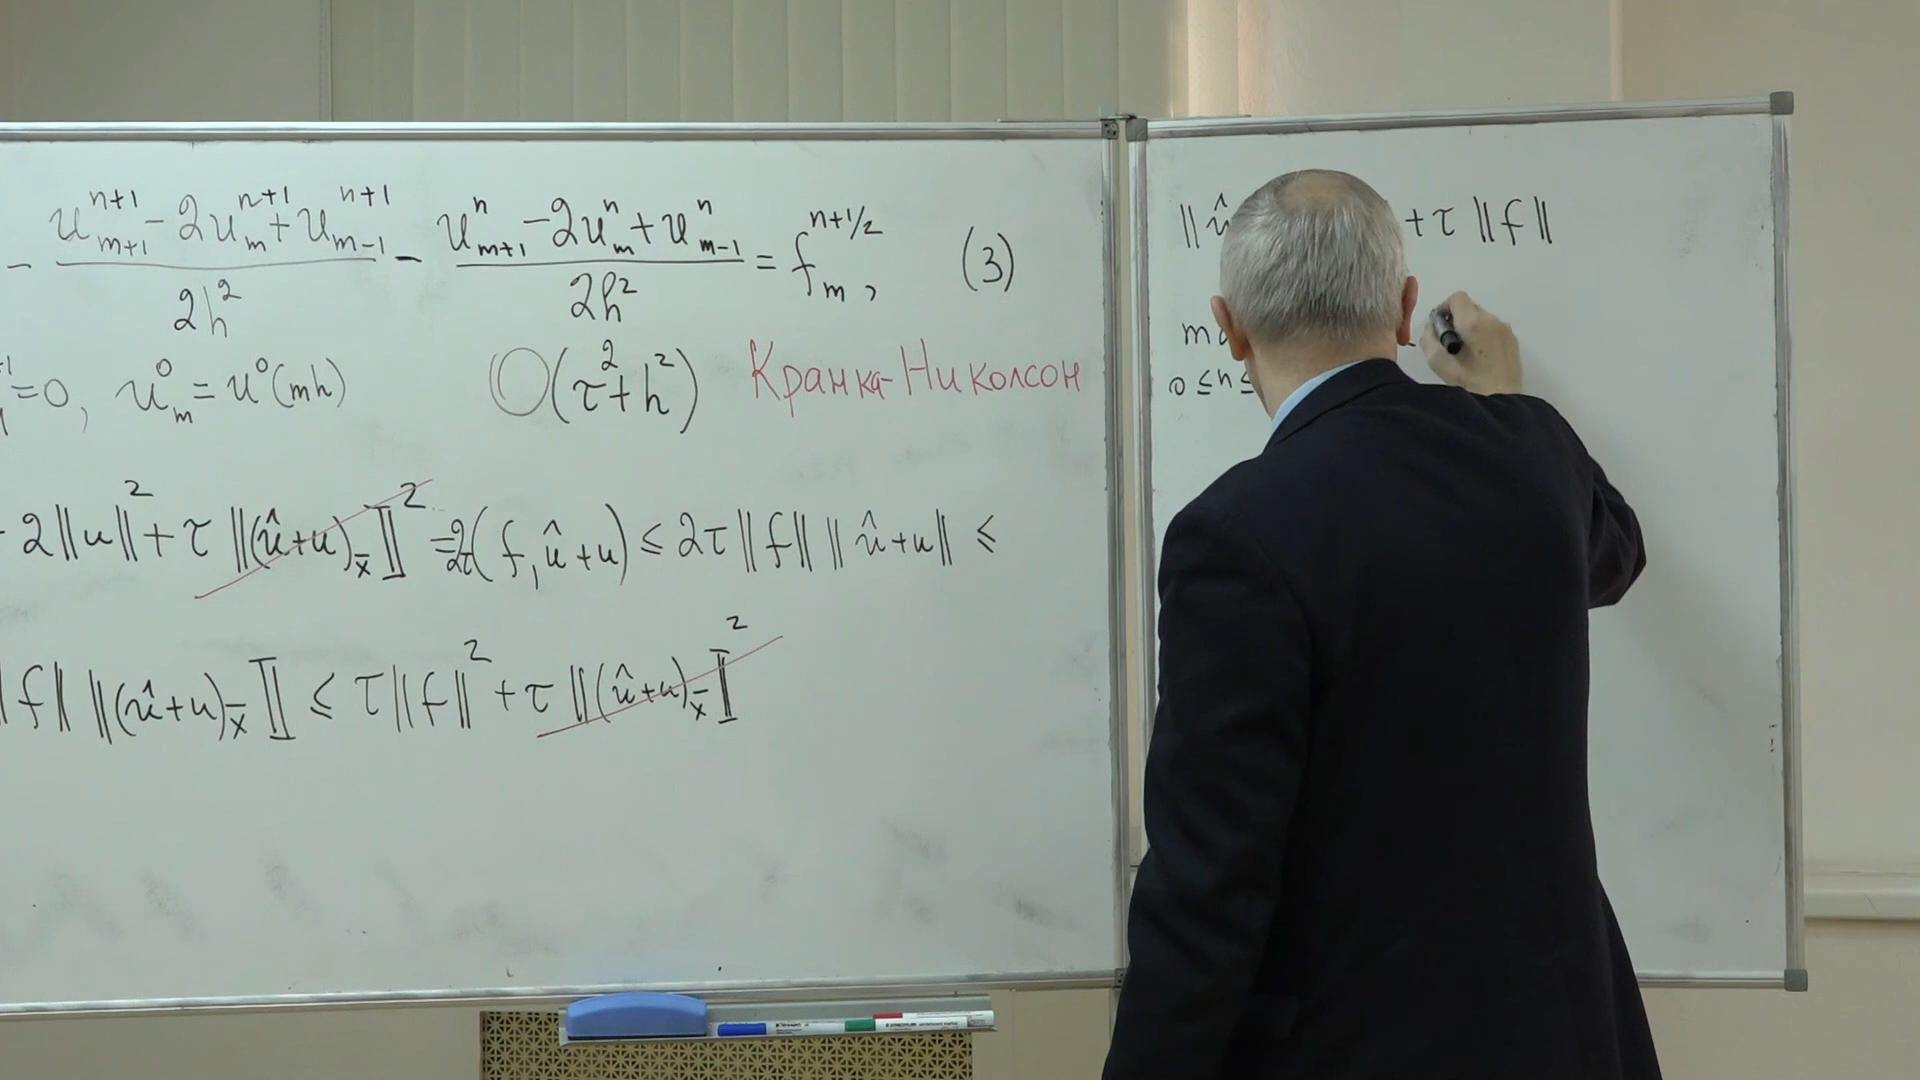 - u^{n+1}_{m+1} - 2u^{n+1}_m + u^{n+1}_{m-1} / 2h² - u^n_{m+1} - 2u^n_m + u^n_{m-1} / 2h² = f^{n+1/2}_m, (3)
=0, u^0_m = u^0(mh) O(τ²+h²) Кранка-Николсон
2||u||² + τ ||(û+u)_x̄]|² = 2τ(f, û+u) ≤ 2τ ||f|| ||û+u|| ≤
f|| ||(û+u)_x̄]| ≤ τ||f||² + τ ||(û+u)_x̄]|²
||û + τ ||f||
m
0 ≤ n ≤